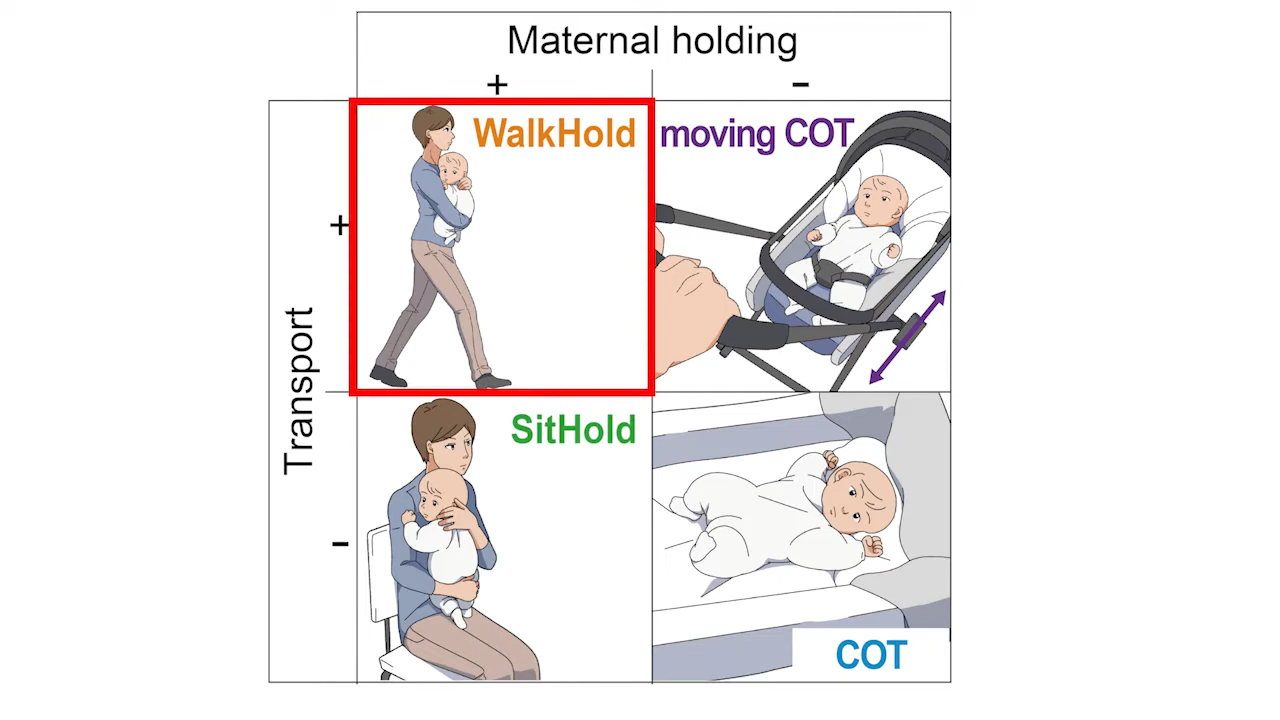 Maternal holding
+ -
WalkHold
moving COT
+
Transport
SitHold
-
COT